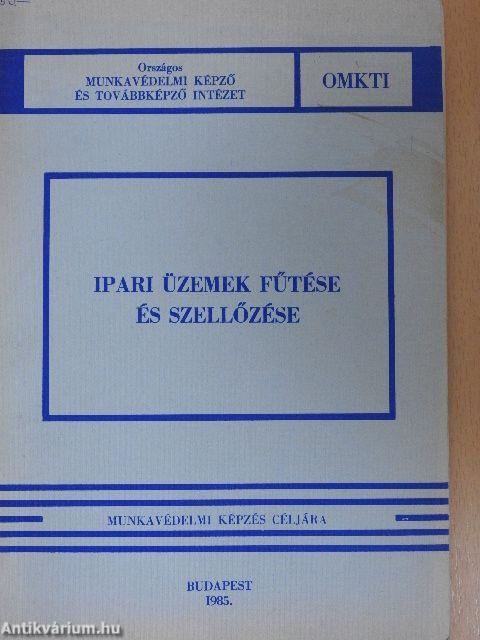 Országos
MUNKAVÉDELMI KÉPZŐ
ÉS TOVÁBBKÉPZŐ INTÉZET
OMKTI
IPARI ÜZEMEK FŰTÉSE
ÉS SZELLŐZÉSE
MUNKAVÉDELMI KÉPZÉS CÉLJÁRA
BUDAPEST
1985.
Antikvárium.hu